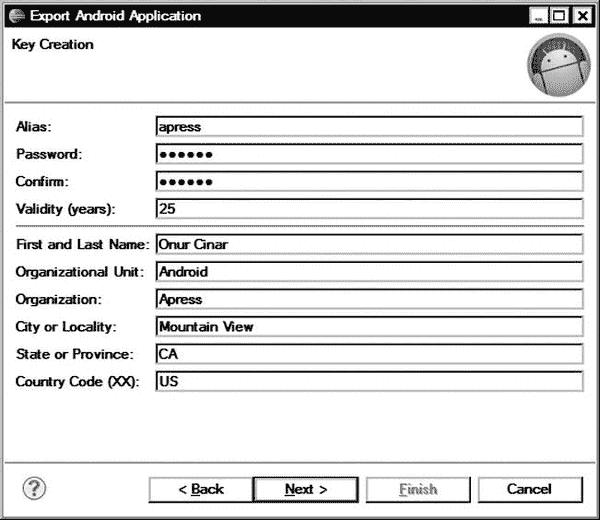 Export Android Application
Key Creation
Alias: apress
Password: ●●●●●●
Confirm: ●●●●●●
Validity (years): 25
First and Last Name: Onur Cinar
Organizational Unit: Android
Organization: Apress
City or Locality: Mountain View
State or Province: CA
Country Code (XX): US
? < Back Next > Finish Cancel